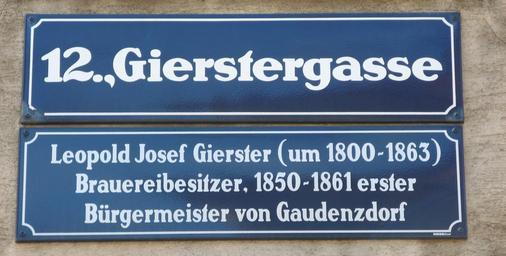 12.,Gierstergasse
Leopold Josef Gierster (um 1800-1863)
Brauereibesitzer, 1850-1861 erster
Bürgermeister von Gaudenzdorf